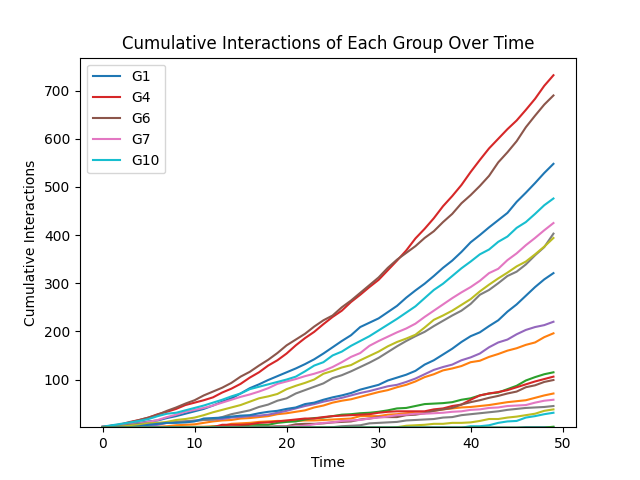 Cumulative Interactions of Each Group Over Time
G1
G4
G6
G7
G10
Cumulative Interactions
700
600
500
400
300
200
100
0
10
20
30
40
50
Time